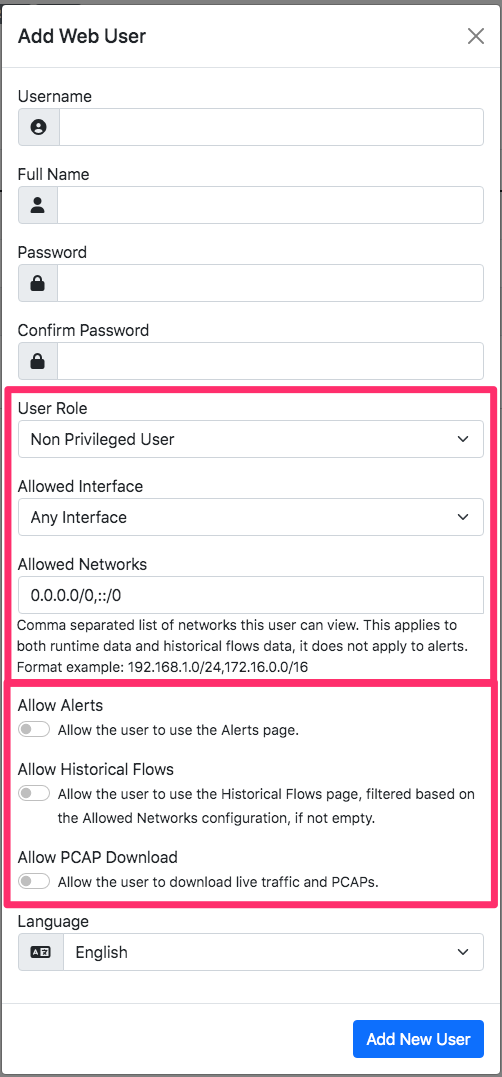 Add Web User
Username
Full Name
Password
Confirm Password
User Role
Non Privileged User
Allowed Interface
Any Interface
Allowed Networks
0.0.0.0/0,::/0
Comma separated list of networks this user can view. This applies to
both runtime data and historical flows data, it does not apply to alerts.
Format example: 192.168.1.0/24,172.16.0.0/16
Allow Alerts
Allow the user to use the Alerts page.
Allow Historical Flows
Allow the user to use the Historical Flows page, filtered based on
the Allowed Networks configuration, if not empty.
Allow PCAP Download
Allow the user to download live traffic and PCAPs.
Language
English
Add New User